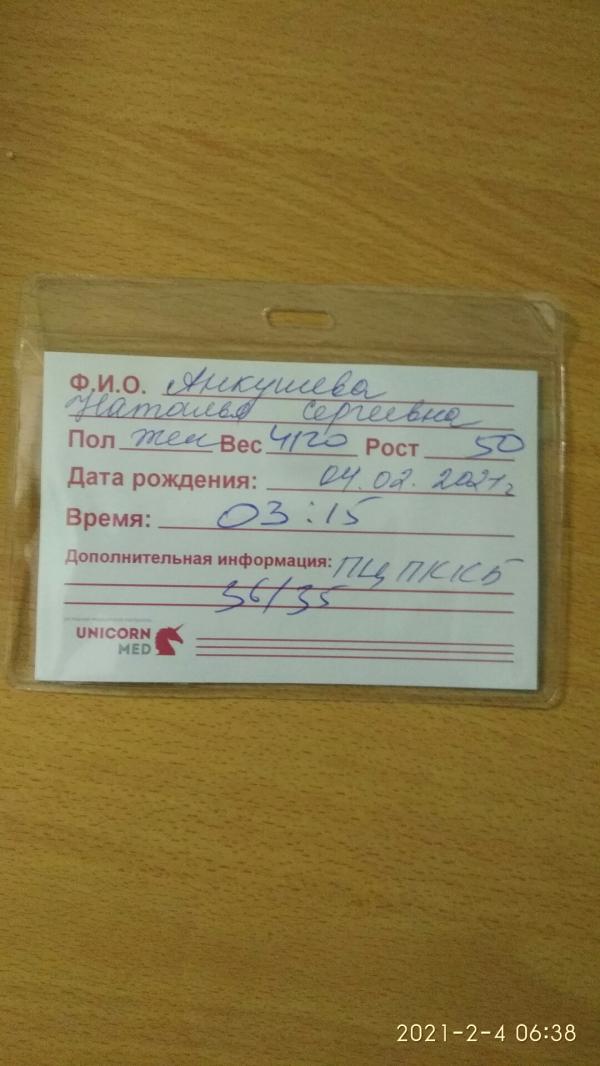 Ф.И.О. Анкушева
Наталья Сергеевна
Пол жен Вес 4120 Рост 50
Дата рождения: 04.02.2021г
Время: 03:15
Дополнительная информация: ПЦ ПККБ
36/35
UNICORN
MED
2021-2-4 06:38